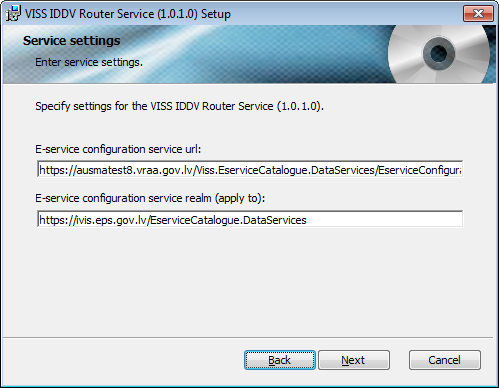 VISS IDDV Router Service (1.0.1.0) Setup
Service settings
Enter service settings.
Specify settings for the VISS IDDV Router Service (1.0.1.0).
E-service configuration service url:
https://ausmatest8.vraa.gov.lv/Viss.EserviceCatalogue.DataServices/EserviceConfigura
E-service configuration service realm (apply to):
https://ivis.eps.gov.lv/EserviceCatalogue.DataServices
Back Next Cancel